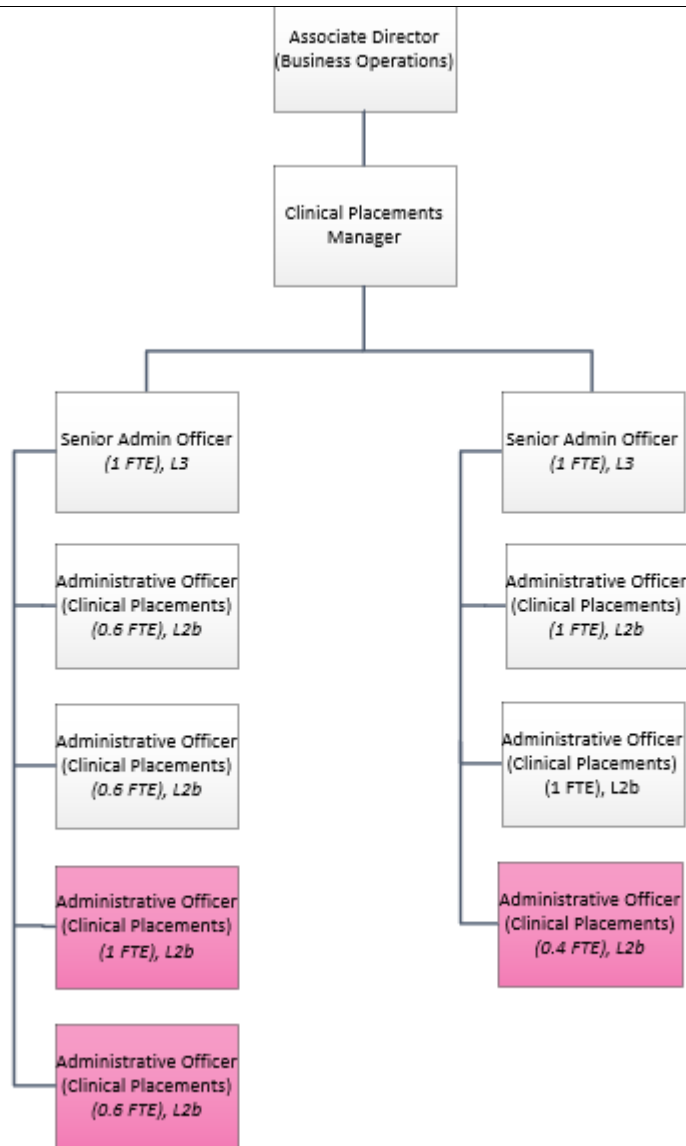 Associate Director
(Business Operations)
Clinical Placements
Manager
Senior Admin Officer
(1 FTE), L3
Administrative Officer
(Clinical Placements)
(0.6 FTE), L2b
Administrative Officer
(Clinical Placements)
(0.6 FTE), L2b
Administrative Officer
(Clinical Placements)
(1 FTE), L2b
Administrative Officer
(Clinical Placements)
(0.6 FTE), L2b
Senior Admin Officer
(1 FTE), L3
Administrative Officer
(Clinical Placements)
(1 FTE), L2b
Administrative Officer
(Clinical Placements)
(1 FTE), L2b
Administrative Officer
(Clinical Placements)
(0.4 FTE), L2b